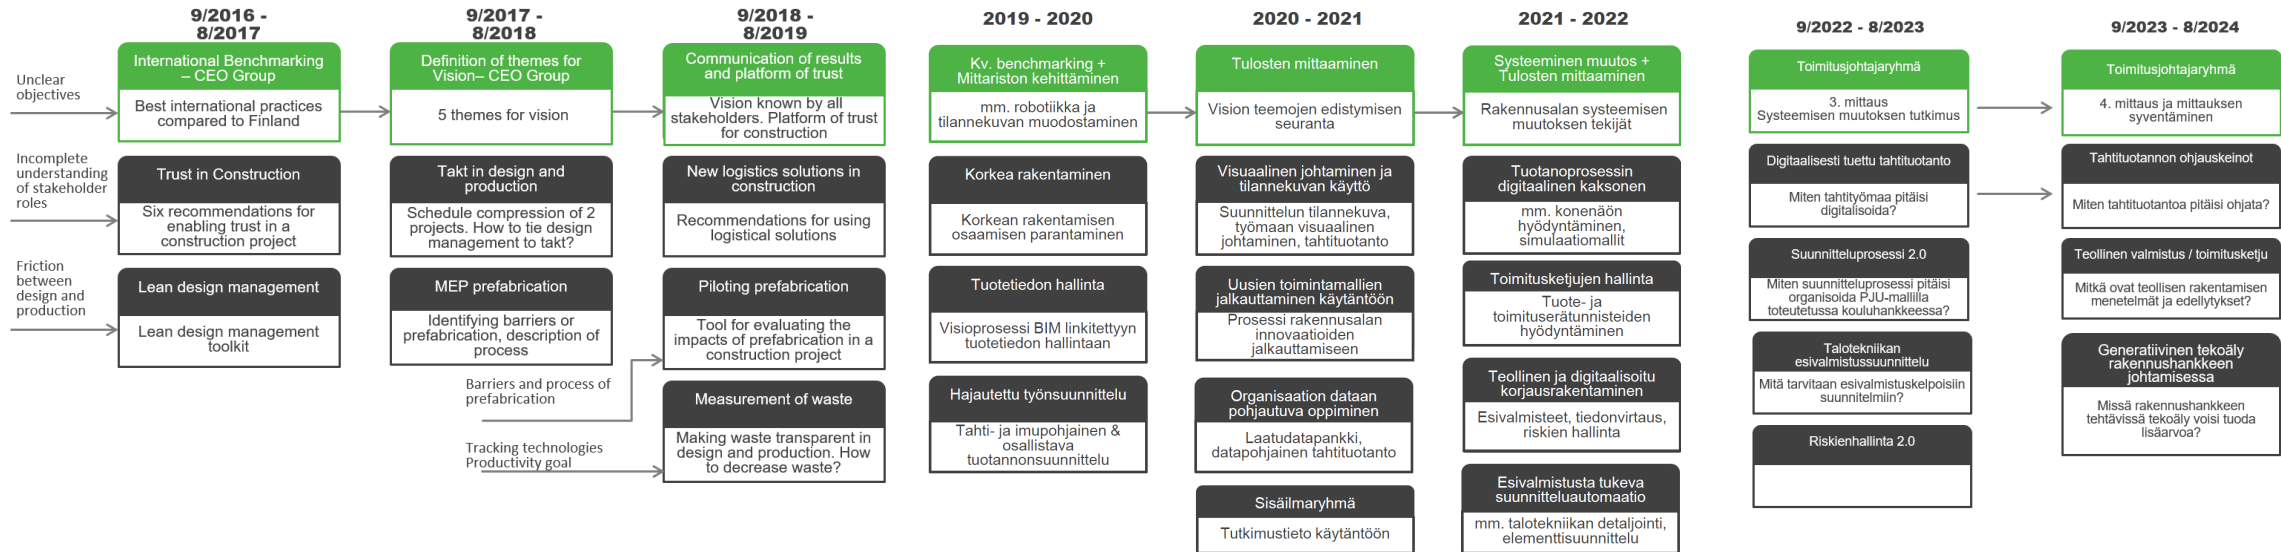 9/2016 -
8/2017
9/2017 -
8/2018
9/2018 -
8/2019
2019 - 2020
2020 - 2021
2021 - 2022
9/2022 - 8/2023
9/2023 - 8/2024
Unclear
objectives
Incomplete
understanding
of stakeholder
roles
Friction
between
design and
production
International Benchmarking
– CEO Group
Best international practices
compared to Finland
Trust in Construction
Six recommendations for
enabling trust in a
construction project
Lean design management
Lean design management
toolkit
Definition of themes for
Vision– CEO Group
5 themes for vision
Takt in design and
production
Schedule compression of 2
projects. How to tie design
management to takt?
MEP prefabrication
Identifying barriers or
prefabrication, description of
process
Barriers and process of
prefabrication
Tracking technologies
Productivity goal
Communication of results
and platform of trust
Vision known by all
stakeholders. Platform of trust
for construction
New logistics solutions in
construction
Recommendations for using
logistical solutions
Piloting prefabrication
Tool for evaluating the
impacts of prefabrication in a
construction project
Measurement of waste
Making waste transparent in
design and production. How
to decrease waste?
Kv. benchmarking +
Mittariston kehittäminen
mm. robotiikka ja
tilannekuvan muodostaminen
Korkea rakentaminen
Korkean rakentamisen
osaamisen parantaminen
Tuotetiedon hallinta
Visioprosessi BIM linkitettyyn
tuotetiedon hallintaan
Hajautettu työnsuunnittelu
Tahti- ja imupohjainen &
osallistava
tuotannonsuunnittelu
Tulosten mittaaminen
Vision teemojen edistymisen
seuranta
Visuaalinen johtaminen ja
tilannekuvan käyttö
Suunnittelun tilannekuva,
työmaan visuaalinen
johtaminen, tahtituotanto
Uusien toimintamallien
jalkauttaminen käytäntöön
Prosessi rakennusalan
innovaatioiden
jalkauttamiseen
Organisaation dataan
pohjautuva oppiminen
Laatudatapankki,
datapohjainen tahtituotanto
Sisäilmaryhmä
Tutkimustieto käytäntöön
Systeeminen muutos +
Tulosten mittaaminen
Rakennusalan systeemisen
muutoksen tekijät
Tuotanoprosessin
digitaalinen kaksonen
mm. konenäön
hyödyntäminen,
simulaatiomallit
Toimitusketjujen hallinta
Tuote- ja
toimituserätunnisteiden
hyödyntäminen
Teollinen ja digitaalisoitu
korjausrakentaminen
Esivalmisteet, tiedonvirtaus,
riskien hallinta
Esivalmistusta tukeva
suunnitteluautomaatio
mm. talotekniikan detaljointi,
elementtisuunnittelu
Toimitusjohtajaryhmä
3. mittaus
Systeemisen muutoksen tutkimus
Digitaalisesti tuettu tahtituotanto
Miten tahtityömaa pitäisi
digitalisoida?
Suunnitteluprosessi 2.0
Miten suunnitteluprosessi pitäisi
organisoida PJU-mallilla
toteutetussa kouluhankkeessa?
Talotekniikan
esivalmistussuunnittelu
Mitä tarvitaan esivalmistuskelpoisiin
suunnitelmiin?
Riskienhallinta 2.0
Toimitusjohtajaryhmä
4. mittaus ja mittauksen
syventäminen
Tahtituotannon ohjauskeinot
Miten tahtituotantoa pitäisi ohjata?
Teollinen valmistus / toimitusketju
Mitkä ovat teollisen rakentamisen
menetelmät ja edellytykset?
Generatiivinen tekoäly
rakennushankkeen
johtamisessa
Missä rakennushankkeen
tehtävissä tekoäly voisi tuoda
lisäarvoa?